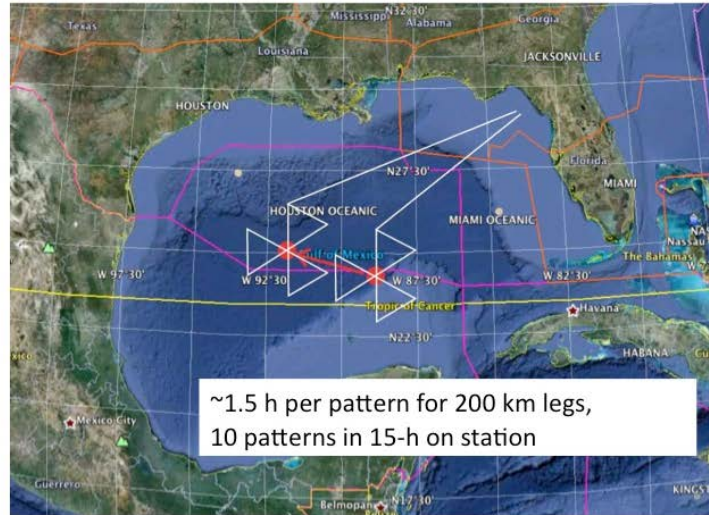 N32°30'
Texas
Mississippi
Alabama
Georgia
Louisiana
JACKSONVILLE
HOUSTON
Florida
N27°30'
MIAMI
HOUSTON OCEANIC
MIAMI OCEANIC
Nassau
The Bahamas
Gulf of Mexico
W 97°30'
W 92°30'
W 87°30'
W 82°30'
Tropic of Cancer
Havana
N22°30'
HABANA
~1.5 h per pattern for 200 km legs,
10 patterns in 15-h on station
Mexico City
Guerrero
KINGST
Belmopan
N17°30'